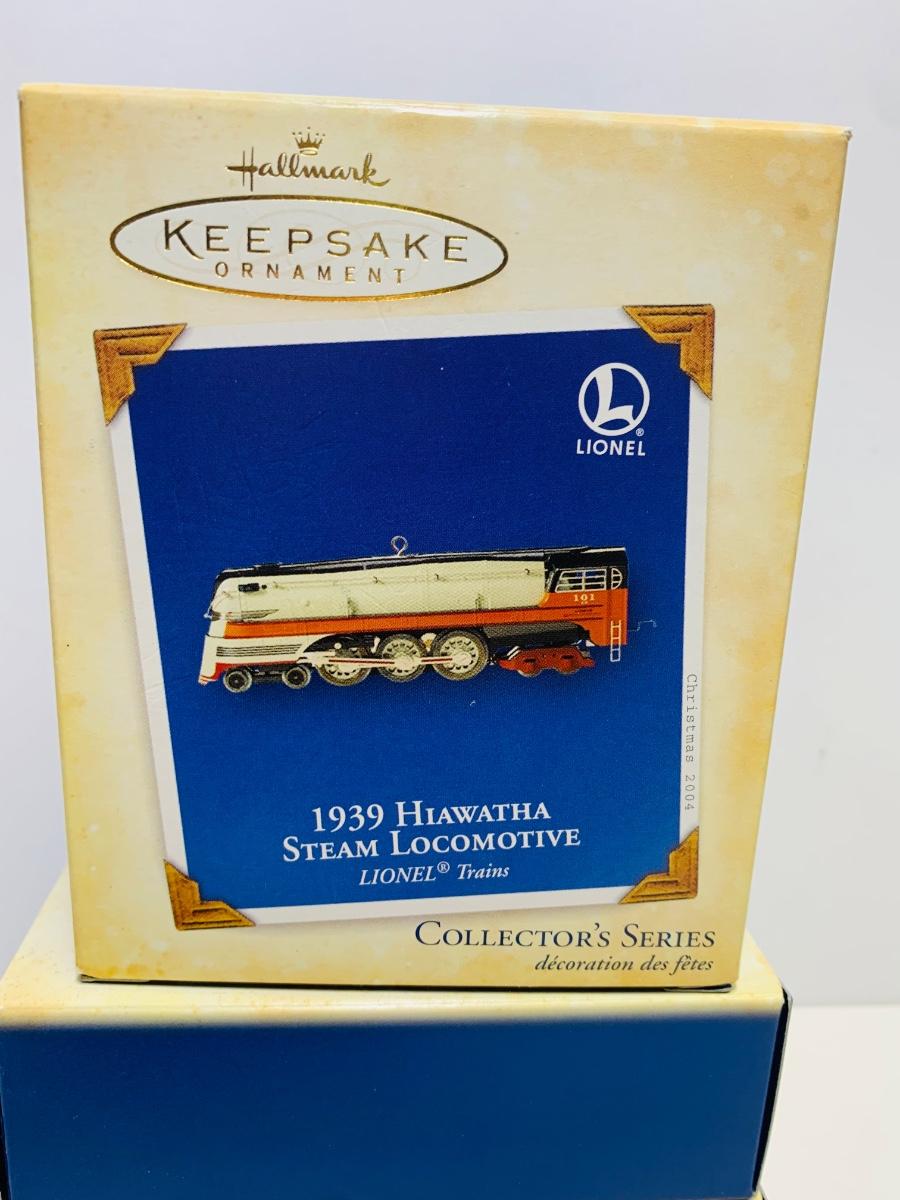 Hallmark
KEEPSAKE
ORNAMENT
L®
LIONEL
101
Christmas 2004
1939 HIAWATHA
STEAM LOCOMOTIVE
LIONEL® Trains
COLLECTOR'S SERIES
décoration des fêtes